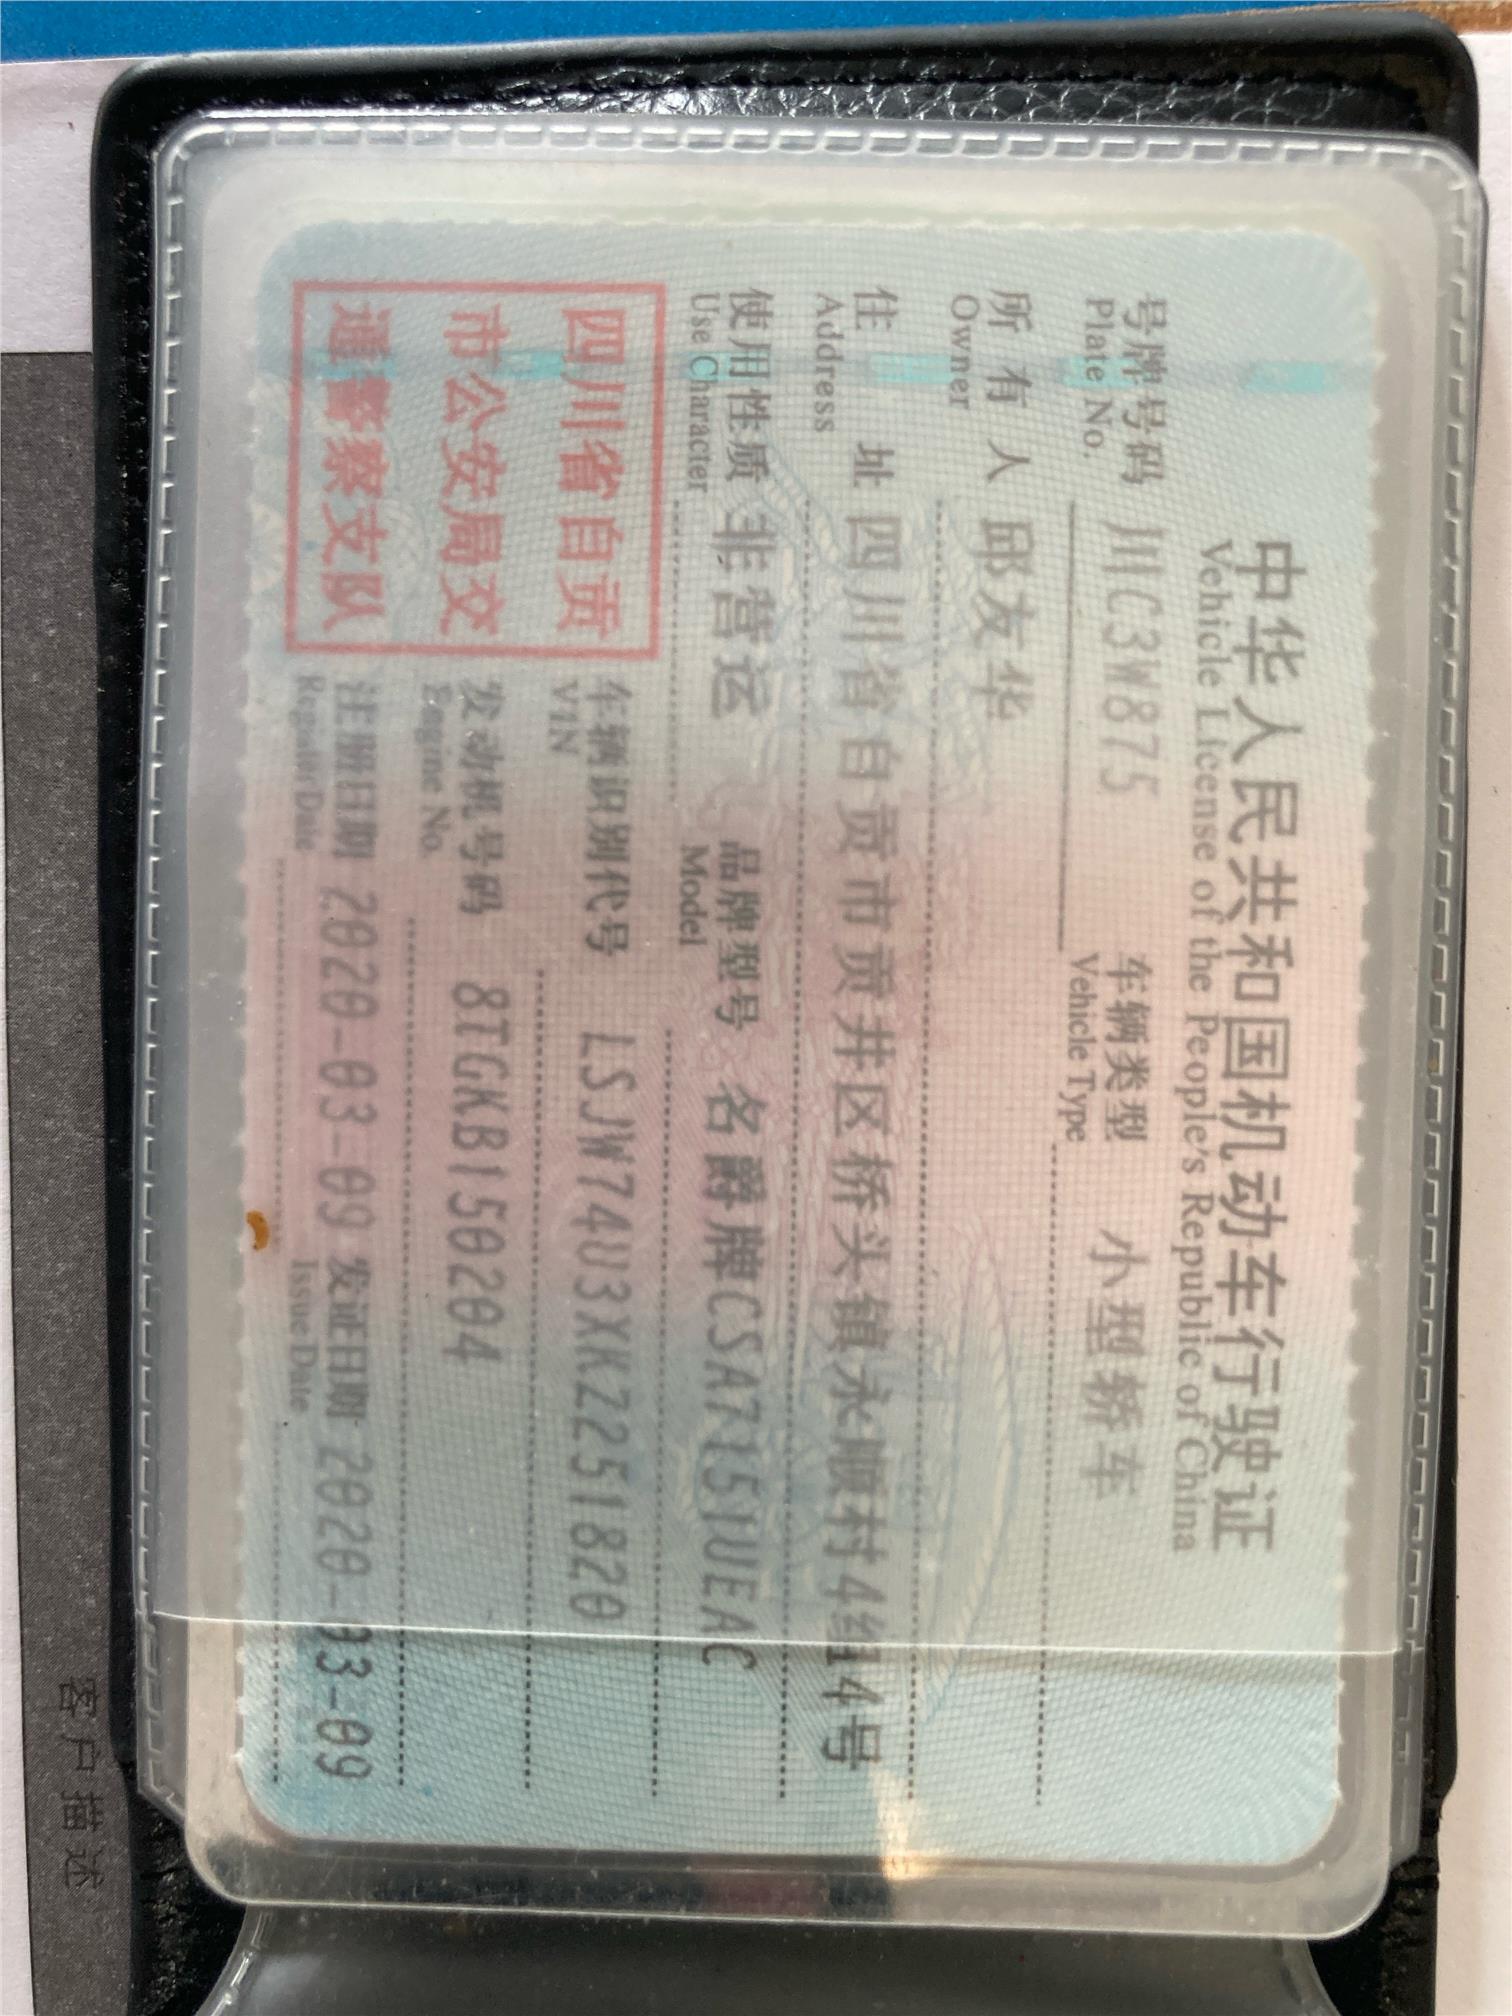 中华人民共和国机动车行驶证
Vehicle License of the People's Republic of China
号牌号码 川C3W875 车辆类型 小型轿车
Plate No. Vehicle Type
所有人 邱友华
Owner
住址 四川省自贡市贡井区桥头镇永顺村4组14号
Address
使用性质 非营运 品牌型号 名爵牌CSA7151UEAC
Use Character Model
四川省自贡
市公安局交
通警察支队
车辆识别代号 LSJW74U3XKZ251820
VIN
发动机号码 8TGKB150204
Engine No.
注册日期 2020-03-09 发证日期 2020-03-09
Register Date Issue Date
客户描述